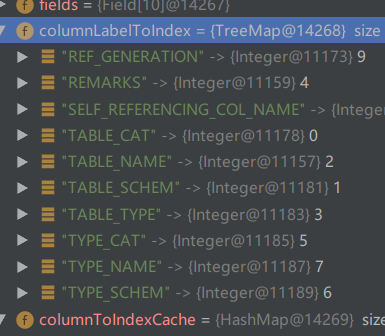 f fields = {Field[10]@14267}
f columnLabelToIndex = {TreeMap@14268} size
"REF_GENERATION" -> {Integer@11173} 9
"REMARKS" -> {Integer@11159} 4
"SELF_REFERENCING_COL_NAME" -> {Integer
"TABLE_CAT" -> {Integer@11178} 0
"TABLE_NAME" -> {Integer@11157} 2
"TABLE_SCHEM" -> {Integer@11181} 1
"TABLE_TYPE" -> {Integer@11183} 3
"TYPE_CAT" -> {Integer@11185} 5
"TYPE_NAME" -> {Integer@11187} 7
"TYPE_SCHEM" -> {Integer@11189} 6
f columnToIndexCache = {HashMap@14269} size